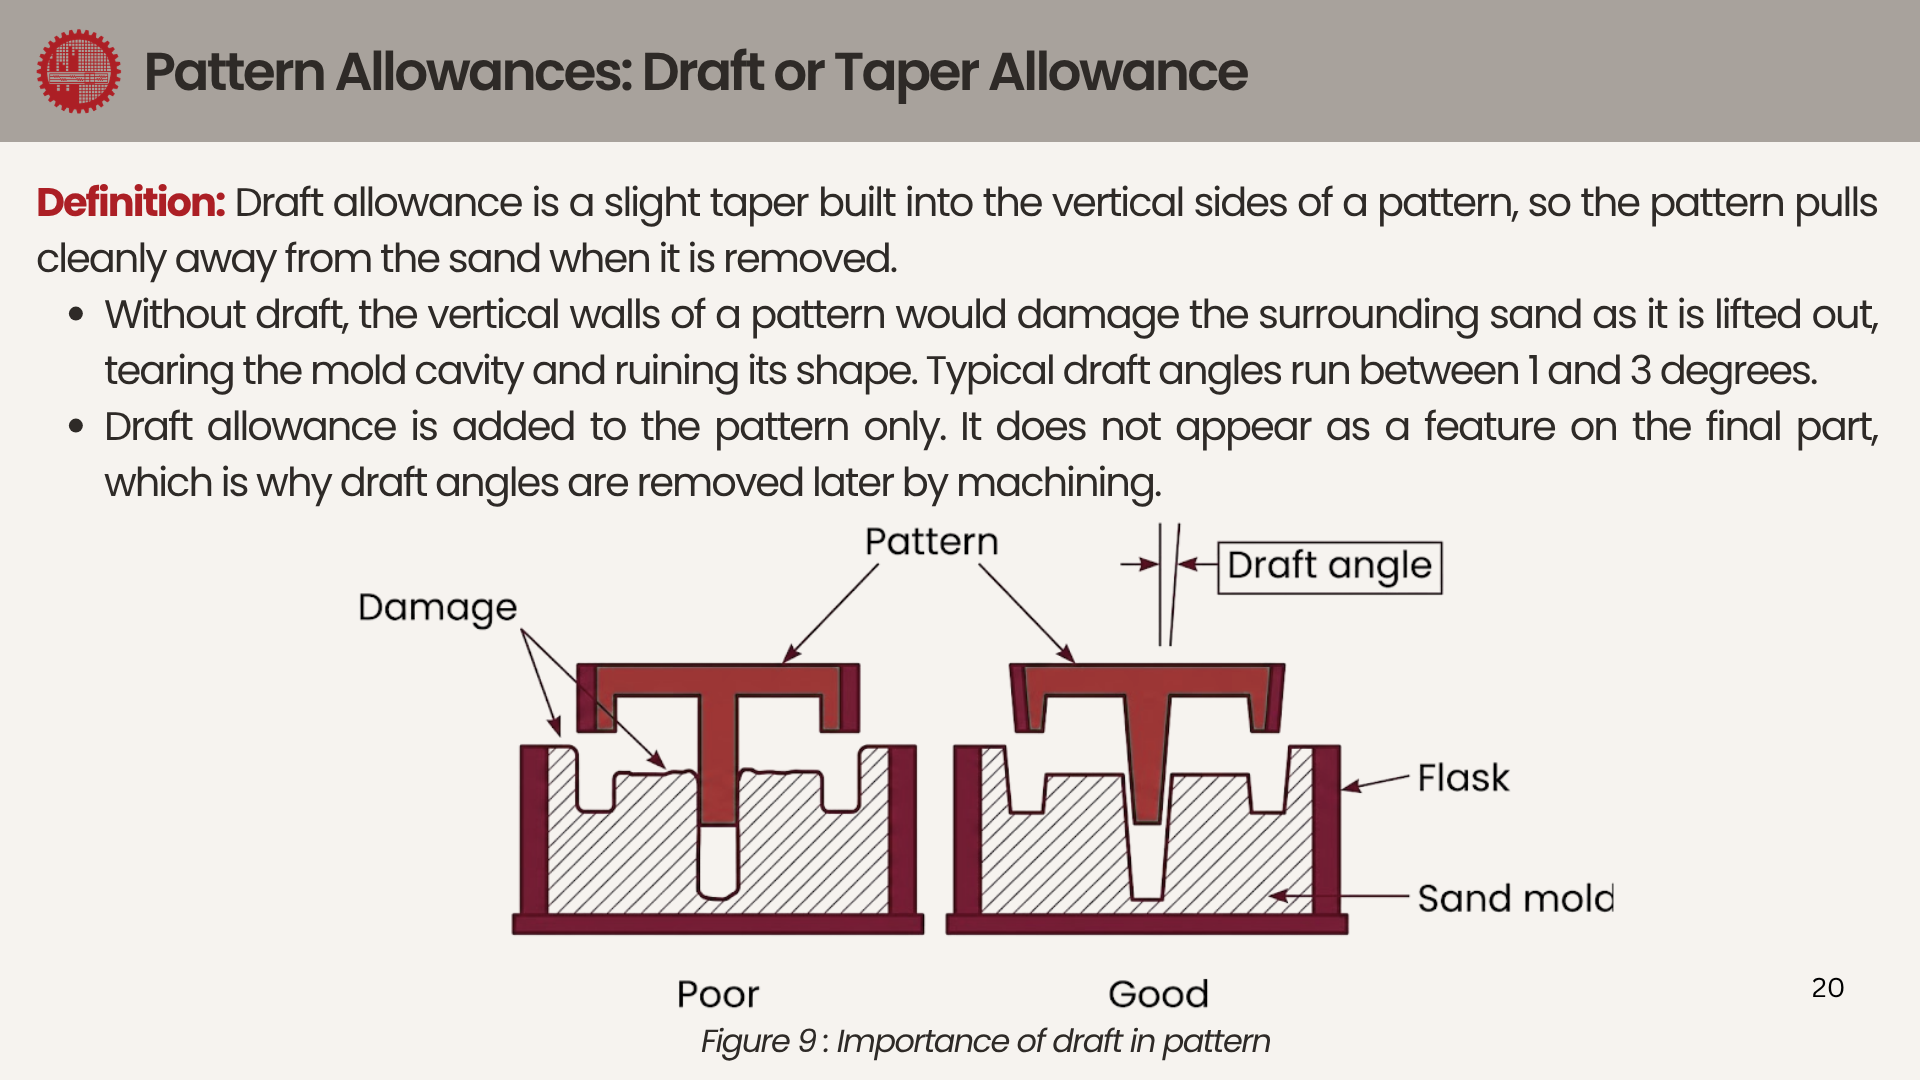 Pattern Allowances: Draft or Taper Allowance
Definition: Draft allowance is a slight taper built into the vertical sides of a pattern, so the pattern pulls
cleanly away from the sand when it is removed.
• Without draft, the vertical walls of a pattern would damage the surrounding sand as it is lifted out,
tearing the mold cavity and ruining its shape. Typical draft angles run between 1 and 3 degrees.
• Draft allowance is added to the pattern only. It does not appear as a feature on the final part,
which is why draft angles are removed later by machining.
Pattern
Draft angle
Damage
Flask
Sand mold
Poor
Good
20
Figure 9 : Importance of draft in pattern